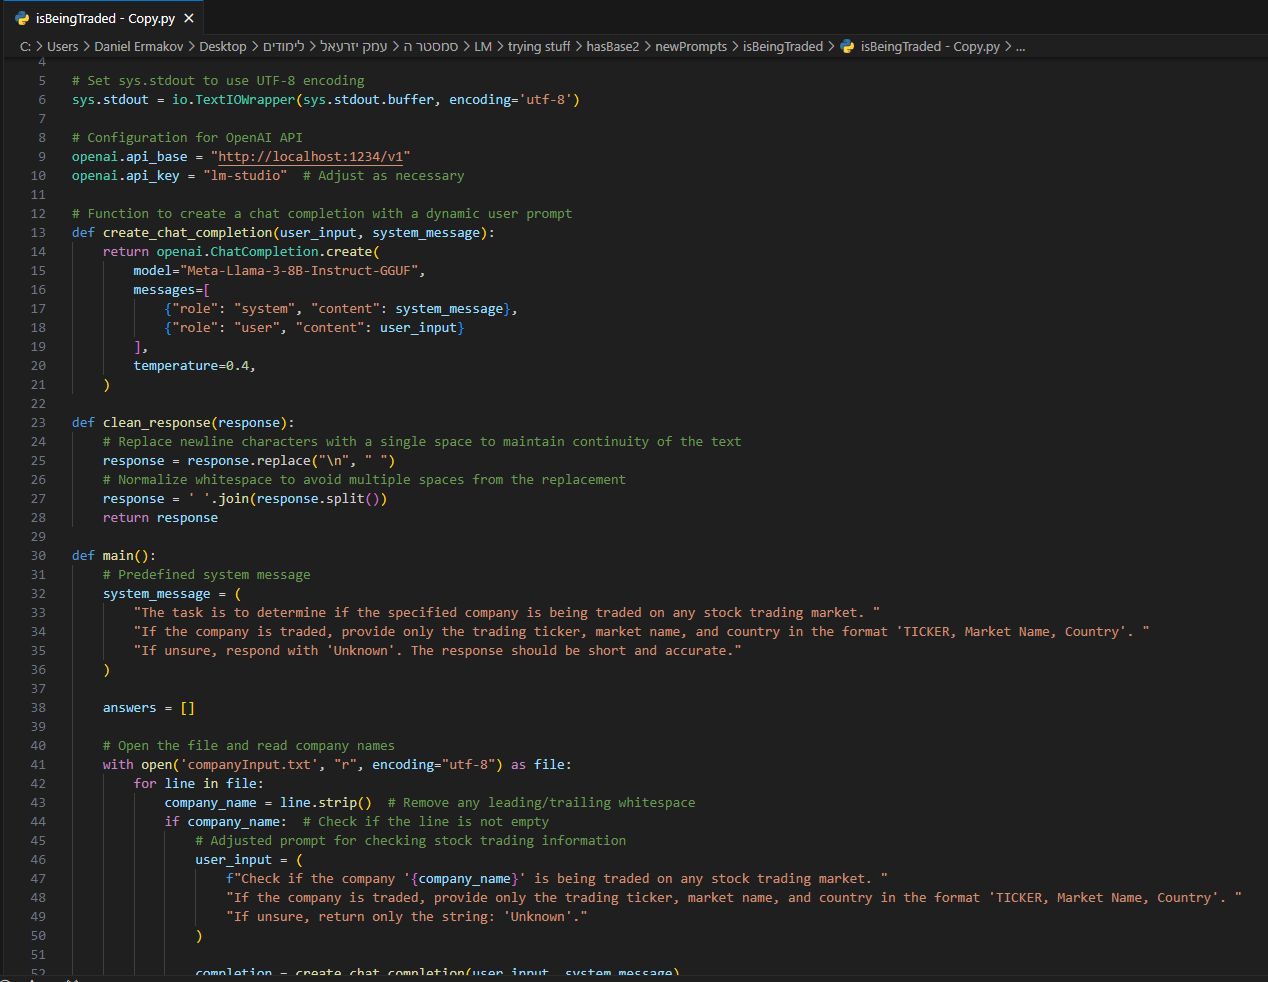 isBeingTraded - Copy.py ✕
C: > Users > Daniel Ermakov > Desktop > לימודים > עמק יזרעאל > סמסטר ה > LM > trying stuff > hasBase2 > newPrompts > isBeingTraded > isBeingTraded - Copy.py > ...
4
5 # Set sys.stdout to use UTF-8 encoding
6 sys.stdout = io.TextIOWrapper(sys.stdout.buffer, encoding='utf-8')
7
8 # Configuration for OpenAI API
9 openai.api_base = "http://localhost:1234/v1"
10 openai.api_key = "lm-studio"  # Adjust as necessary
11
12 # Function to create a chat completion with a dynamic user prompt
13 def create_chat_completion(user_input, system_message):
14     return openai.ChatCompletion.create(
15         model="Meta-Llama-3-8B-Instruct-GGUF",
16         messages=[
17             {"role": "system", "content": system_message},
18             {"role": "user", "content": user_input}
19         ],
20         temperature=0.4,
21     )
22
23 def clean_response(response):
24     # Replace newline characters with a single space to maintain continuity of the text
25     response = response.replace("\n", " ")
26     # Normalize whitespace to avoid multiple spaces from the replacement
27     response = ' '.join(response.split())
28     return response
29
30 def main():
31     # Predefined system message
32     system_message = (
33         "The task is to determine if the specified company is being traded on any stock trading market. "
34         "If the company is traded, provide only the trading ticker, market name, and country in the format 'TICKER, Market Name, Country'. "
35         "If unsure, respond with 'Unknown'. The response should be short and accurate."
36     )
37
38     answers = []
39
40     # Open the file and read company names
41     with open('companyInput.txt', "r", encoding="utf-8") as file:
42         for line in file:
43             company_name = line.strip()  # Remove any leading/trailing whitespace
44             if company_name:  # Check if the line is not empty
45                 # Adjusted prompt for checking stock trading information
46                 user_input = (
47                     f"Check if the company '{company_name}' is being traded on any stock trading market. "
48                     "If the company is traded, provide only the trading ticker, market name, and country in the format 'TICKER, Market Name, Country'. "
49                     "If unsure, return only the string: 'Unknown'."
50                 )
51
52                 completion = create_chat_completion(user_input, system_message)